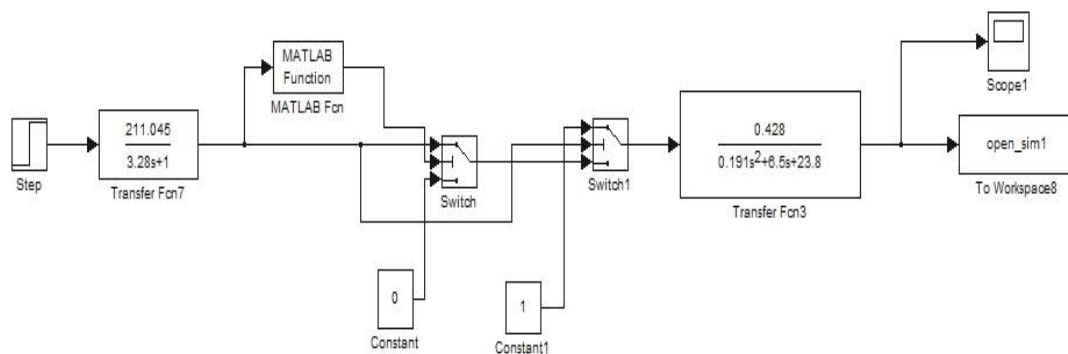 Step
211.045
3.28s+1
Transfer Fcn7
MATLAB
Function
MATLAB Fcn
Switch
0
Constant
1
Constant1
Switch1
0.428
0.191s²+6.5s+23.8
Transfer Fcn3
Scope1
open_sim1
To Workspace8